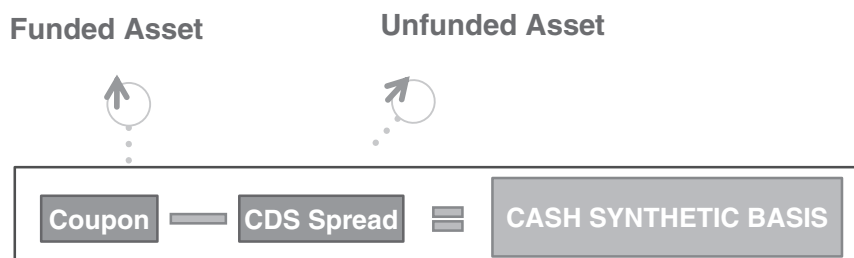 Funded Asset Unfunded Asset
Coupon — CDS Spread = CASH SYNTHETIC BASIS